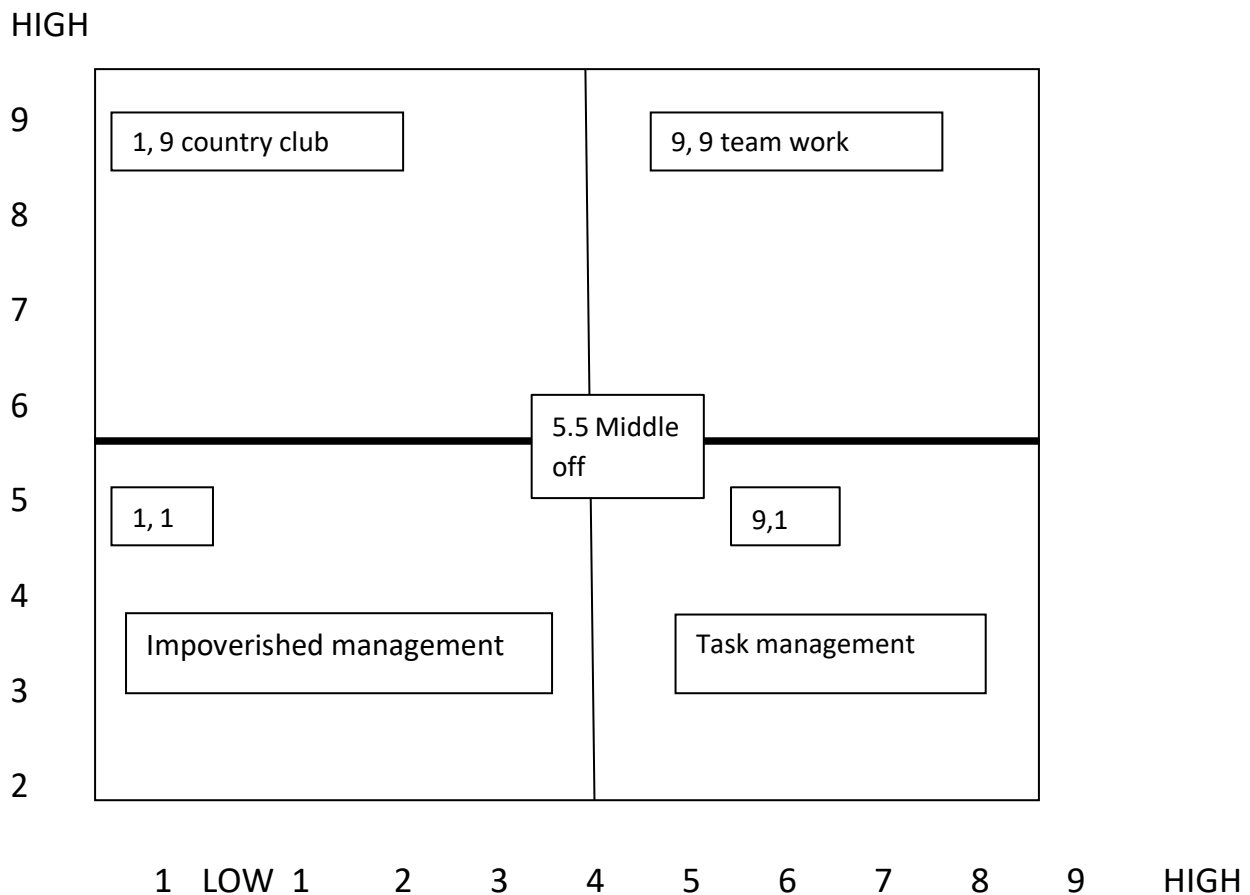 HIGH
9
1, 9 country club
9, 9 team work
8
7
6
5.5 Middle
off
5
1, 1
9,1
4
Impoverished management
Task management
3
2
1 LOW 1 2 3 4 5 6 7 8 9 HIGH